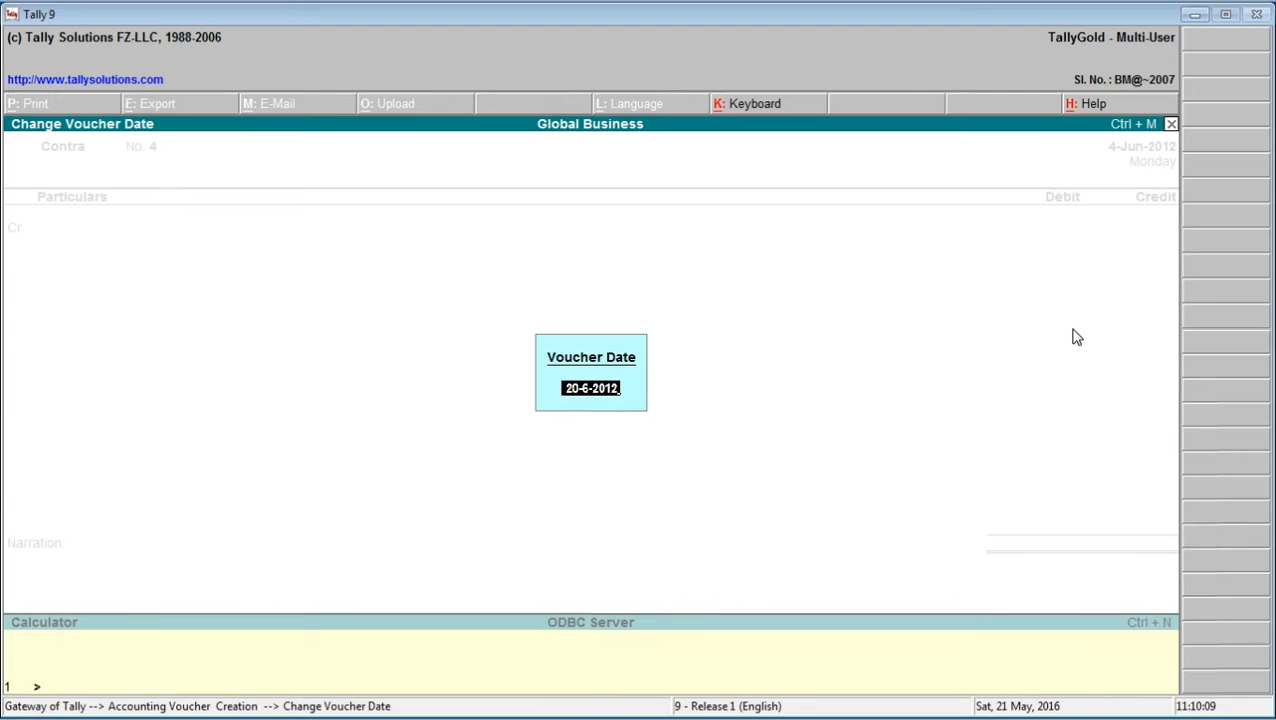 Tally 9
(c) Tally Solutions FZ-LLC, 1988-2006 TallyGold - Multi-User
http://www.tallysolutions.com Sl. No. : BM@~2007
P: Print E: Export M: E-Mail O: Upload L: Language K: Keyboard H: Help
Change Voucher Date Global Business Ctrl + M
Contra No. 4 4-Jun-2012
Monday
Particulars Debit Credit
Cr
Voucher Date
20-6-2012
Narration:
Calculator ODBC Server Ctrl + N
1 >
Gateway of Tally --> Accounting Voucher Creation --> Change Voucher Date 9 - Release 1 (English) Sat, 21 May, 2016 11:10:09